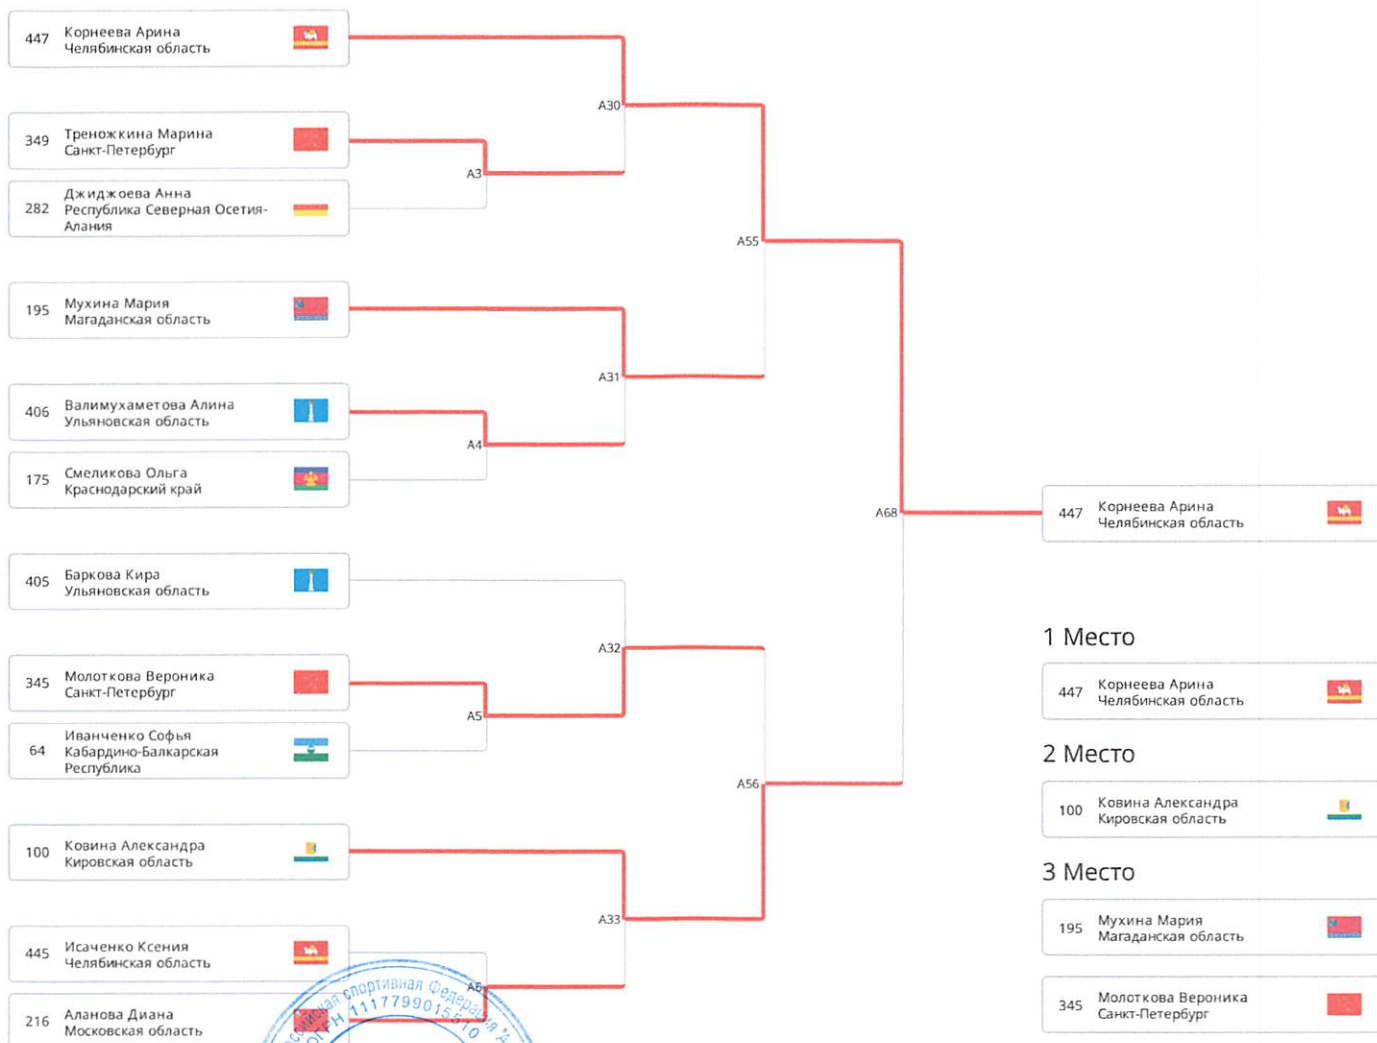 447 Корнеева Арина
Челябинская область
349 Треножкина Марина
Санкт-Петербург
282 Джиджоева Анна
Республика Северная Осетия-
Алания
195 Мухина Мария
Магаданская область
406 Валимухаметова Алина
Ульяновская область
175 Смеликова Ольга
Краснодарский край
405 Баркова Кира
Ульяновская область
345 Молоткова Вероника
Санкт-Петербург
64 Иванченко Софья
Кабардино-Балкарская
Республика
100 Ковина Александра
Кировская область
445 Исаченко Ксения
Челябинская область
216 Аланова Диана
Московская область
A3
A4
A5
A6
A30
A31
A32
A33
A55
A56
A68
447 Корнеева Арина
Челябинская область
1 Место
447 Корнеева Арина
Челябинская область
2 Место
100 Ковина Александра
Кировская область
3 Место
195 Мухина Мария
Магаданская область
345 Молоткова Вероника
Санкт-Петербург
спортивная Федерация
1117799015510